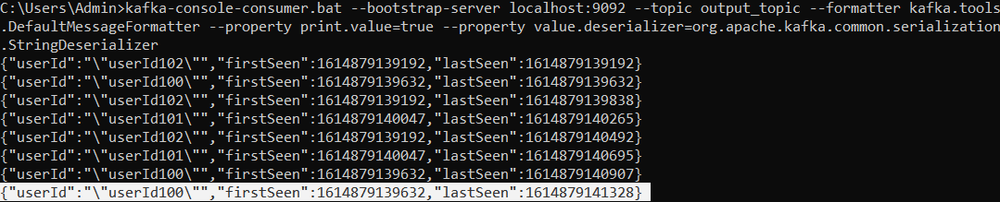 C:\Users\Admin>kafka-console-consumer.bat --bootstrap-server localhost:9092 --topic output_topic --formatter kafka.tools
.DefaultMessageFormatter --property print.value=true --property value.deserializer=org.apache.kafka.common.serialization
.StringDeserializer
{"userId":"\"userId102\"","firstSeen":1614879139192,"lastSeen":1614879139192}
{"userId":"\"userId100\"","firstSeen":1614879139632,"lastSeen":1614879139632}
{"userId":"\"userId102\"","firstSeen":1614879139192,"lastSeen":1614879139838}
{"userId":"\"userId101\"","firstSeen":1614879140047,"lastSeen":1614879140265}
{"userId":"\"userId102\"","firstSeen":1614879139192,"lastSeen":1614879140492}
{"userId":"\"userId101\"","firstSeen":1614879140047,"lastSeen":1614879140695}
{"userId":"\"userId100\"","firstSeen":1614879139632,"lastSeen":1614879140907}
{"userId":"\"userId100\"","firstSeen":1614879139632,"lastSeen":1614879141328}